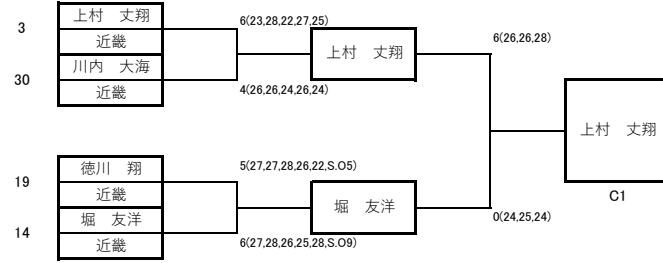 3
上村　丈翔
近畿
6(23,28,22,27,25)
30
川内　大海
近畿
4(26,26,24,26,24)
上村　丈翔
6(26,26,28)
19
徳川　翔
近畿
5(27,27,28,26,22,S.O5)
14
堀　友洋
近畿
6(27,28,26,25,28,S.O9)
堀　友洋
0(24,25,24)
上村　丈翔
C1